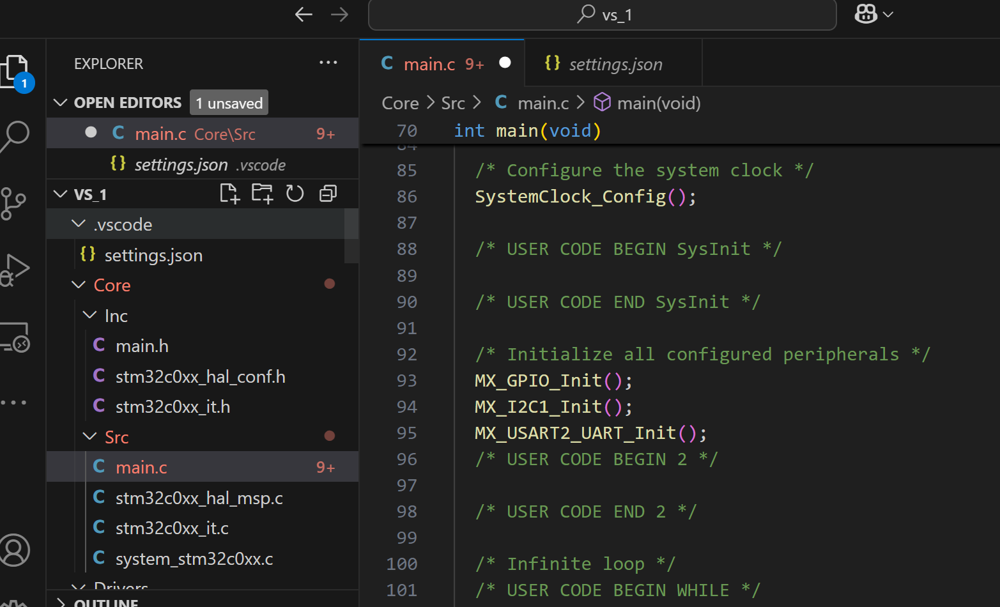 vs_1
EXPLORER
1
OPEN EDITORS 1 unsaved
main.c Core\Src 9+
settings.json .vscode
VS_1
.vscode
settings.json
Core
Inc
main.h
stm32c0xx_hal_conf.h
stm32c0xx_it.h
Src
main.c 9+
stm32c0xx_hal_msp.c
stm32c0xx_it.c
system_stm32c0xx.c
Drivers
OUTLINE
main.c 9+
settings.json
Core > Src > C main.c > main(void)
70 int main(void)
84
85 /* Configure the system clock */
86 SystemClock_Config();
87
88 /* USER CODE BEGIN SysInit */
89
90 /* USER CODE END SysInit */
91
92 /* Initialize all configured peripherals */
93 MX_GPIO_Init();
94 MX_I2C1_Init();
95 MX_USART2_UART_Init();
96 /* USER CODE BEGIN 2 */
97
98 /* USER CODE END 2 */
99
100 /* Infinite loop */
101 /* USER CODE BEGIN WHILE */